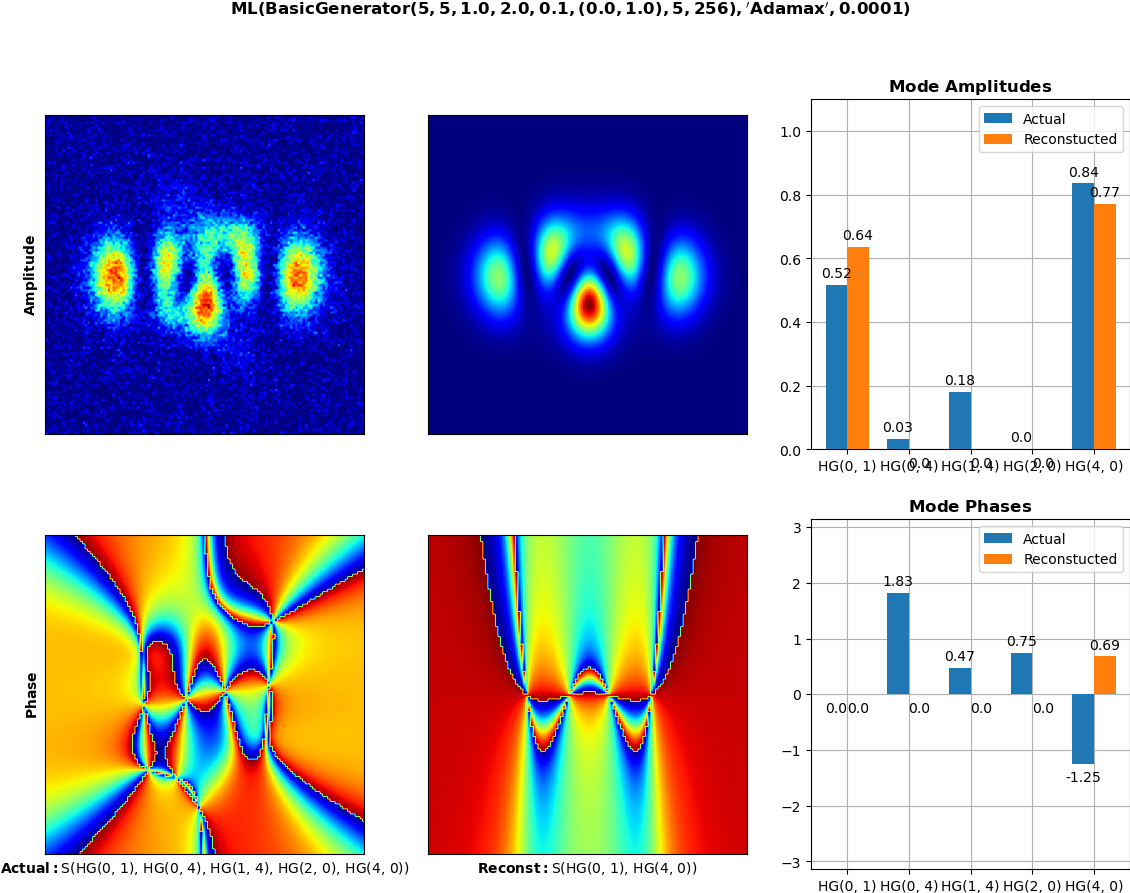 ML(BasicGenerator(5, 5, 1.0, 2.0, 0.1, (0.0, 1.0), 5, 256), ′Adamax′, 0.0001)
Mode Amplitudes
Amplitude
1.0
0.8
0.6
0.4
0.2
0.0
Actual
Reconstucted
0.52
0.64
0.03
0.0
0.18
0.0
0.0
0.0
0.84
0.77
HG(0, 1)
HG(0, 4)
HG(1, 4)
HG(2, 0)
HG(4, 0)
Mode Phases
Phase
3
2
1
0
−1
−2
−3
Actual
Reconstucted
0.0
0.0
1.83
0.0
0.47
0.0
0.75
0.0
-1.25
0.69
HG(0, 1)
HG(0, 4)
HG(1, 4)
HG(2, 0)
HG(4, 0)
Actual: S(HG(0, 1), HG(0, 4), HG(1, 4), HG(2, 0), HG(4, 0))
Reconst: S(HG(0, 1), HG(4, 0))